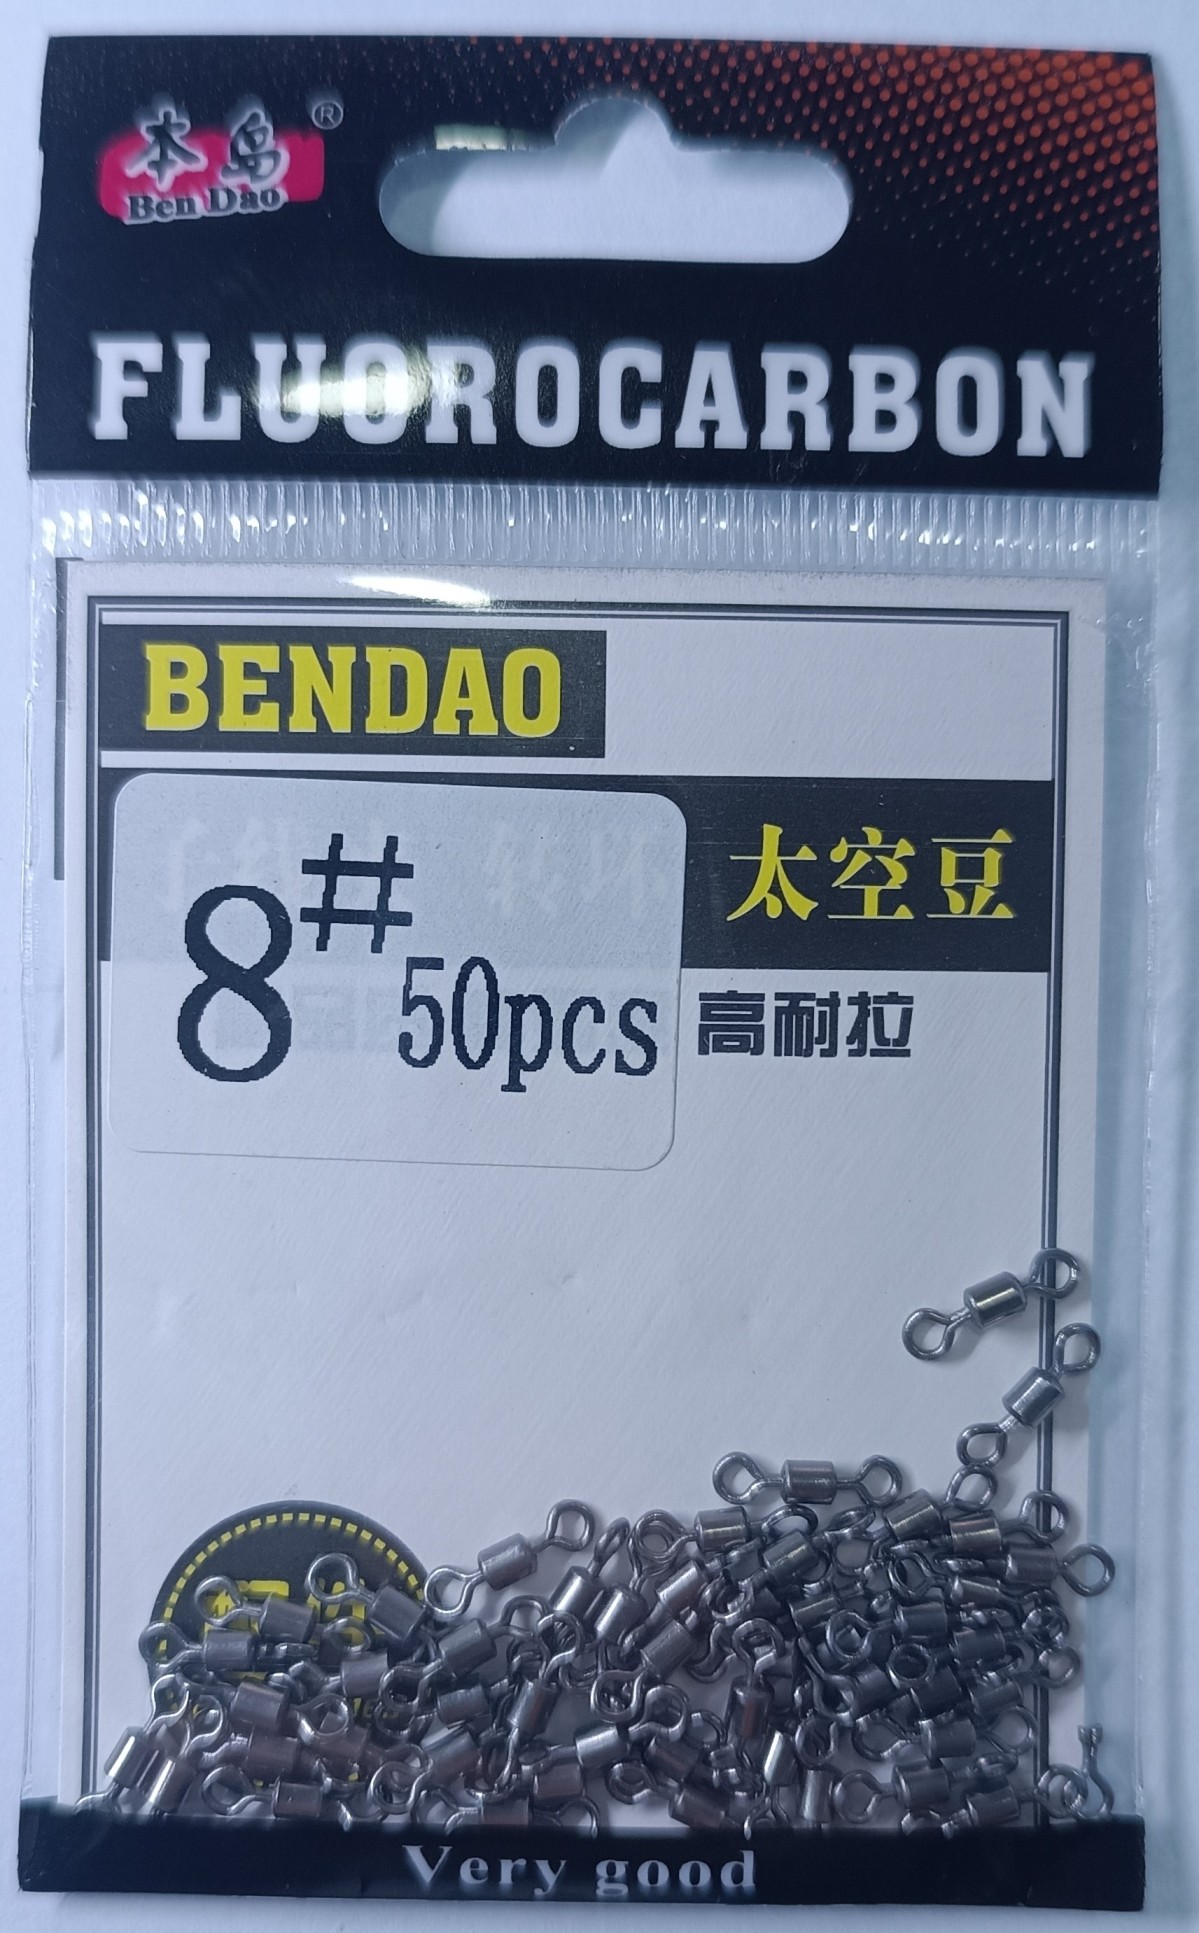 本岛®
Ben Dao
FLUOROCARBON
BENDAO
太空豆
8# 50pcs
高耐拉
Very good